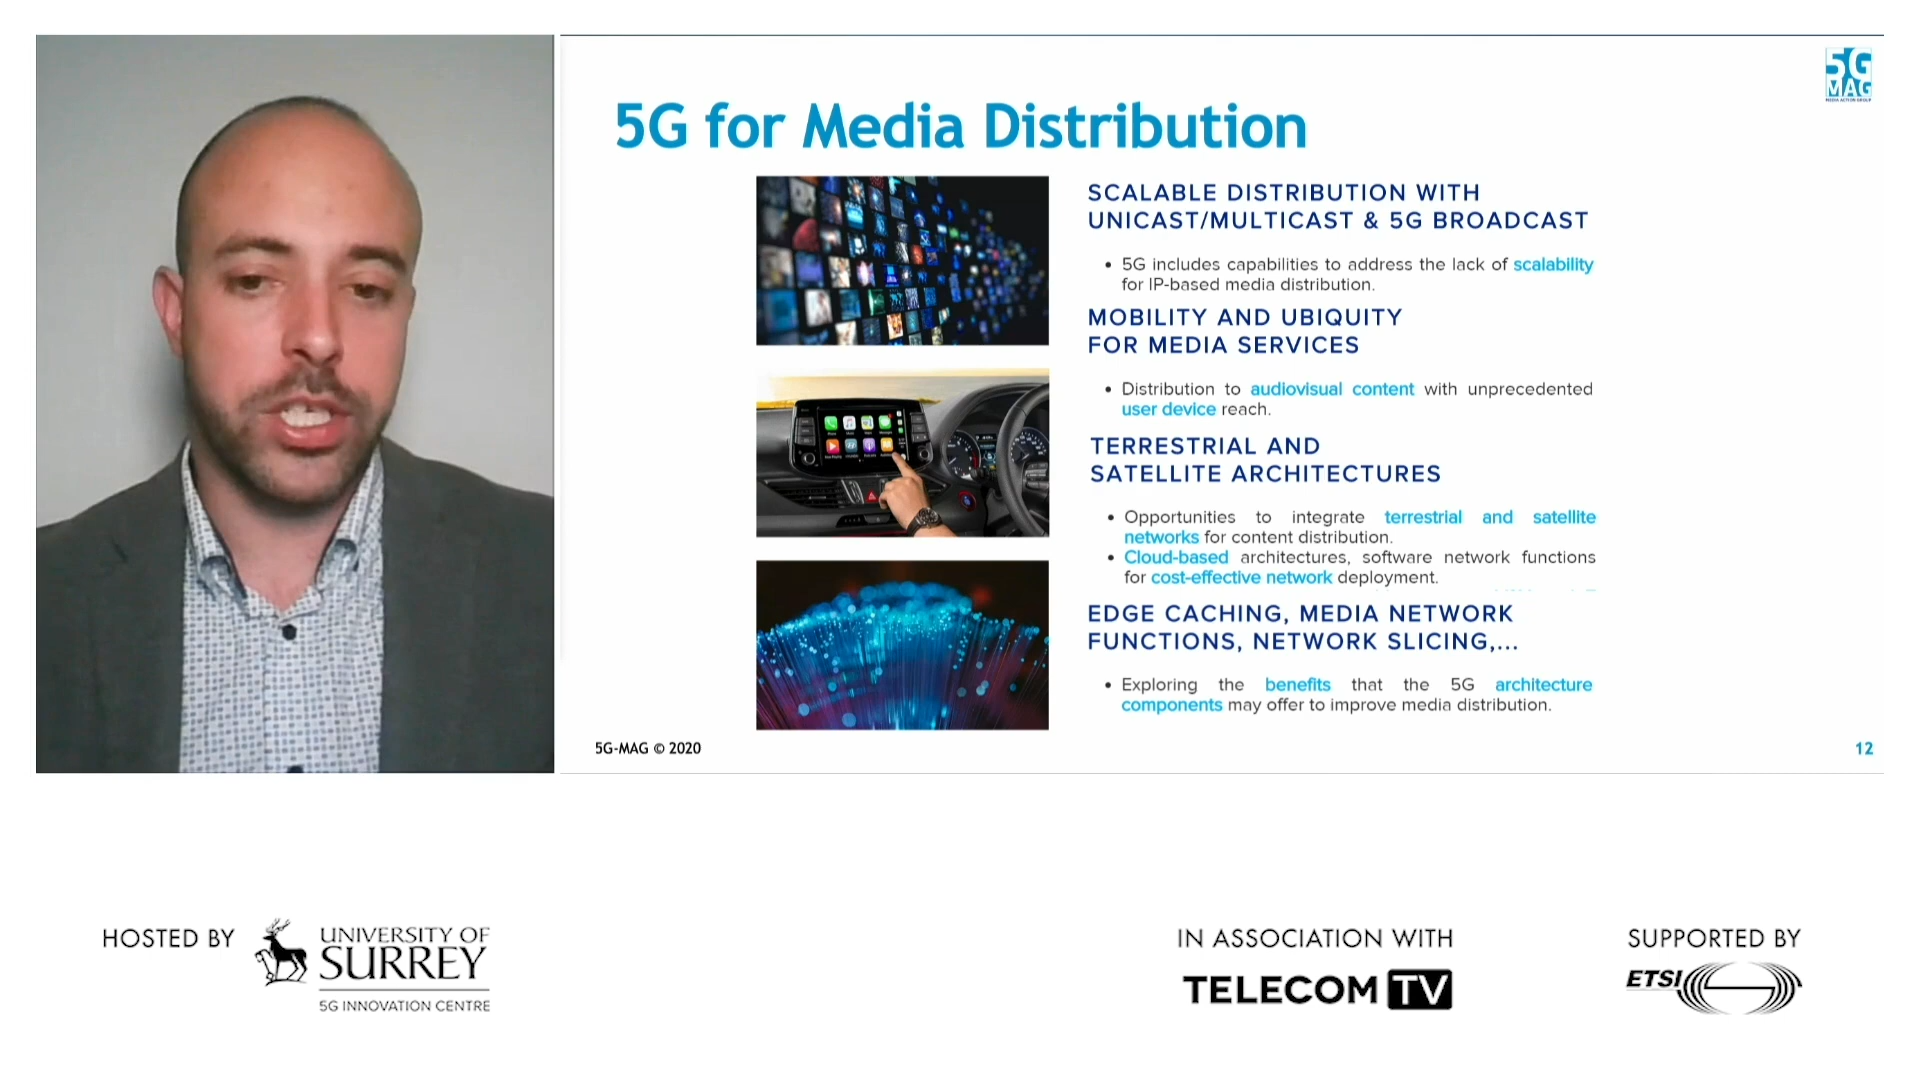 5G
MAG
MEDIA ACTION GROUP
5G for Media Distribution
SCALABLE DISTRIBUTION WITH
UNICAST/MULTICAST & 5G BROADCAST
• 5G includes capabilities to address the lack of scalability
for IP-based media distribution.
MOBILITY AND UBIQUITY
FOR MEDIA SERVICES
• Distribution to audiovisual content with unprecedented
user device reach.
TERRESTRIAL AND
SATELLITE ARCHITECTURES
• Opportunities to integrate terrestrial and satellite
networks for content distribution.
• Cloud-based architectures, software network functions
for cost-effective network deployment.
EDGE CACHING, MEDIA NETWORK
FUNCTIONS, NETWORK SLICING,...
• Exploring the benefits that the 5G architecture
components may offer to improve media distribution.
5G-MAG © 2020
12
HOSTED BY
UNIVERSITY OF
SURREY
5G INNOVATION CENTRE
IN ASSOCIATION WITH
TELECOM TV
SUPPORTED BY
ETSI